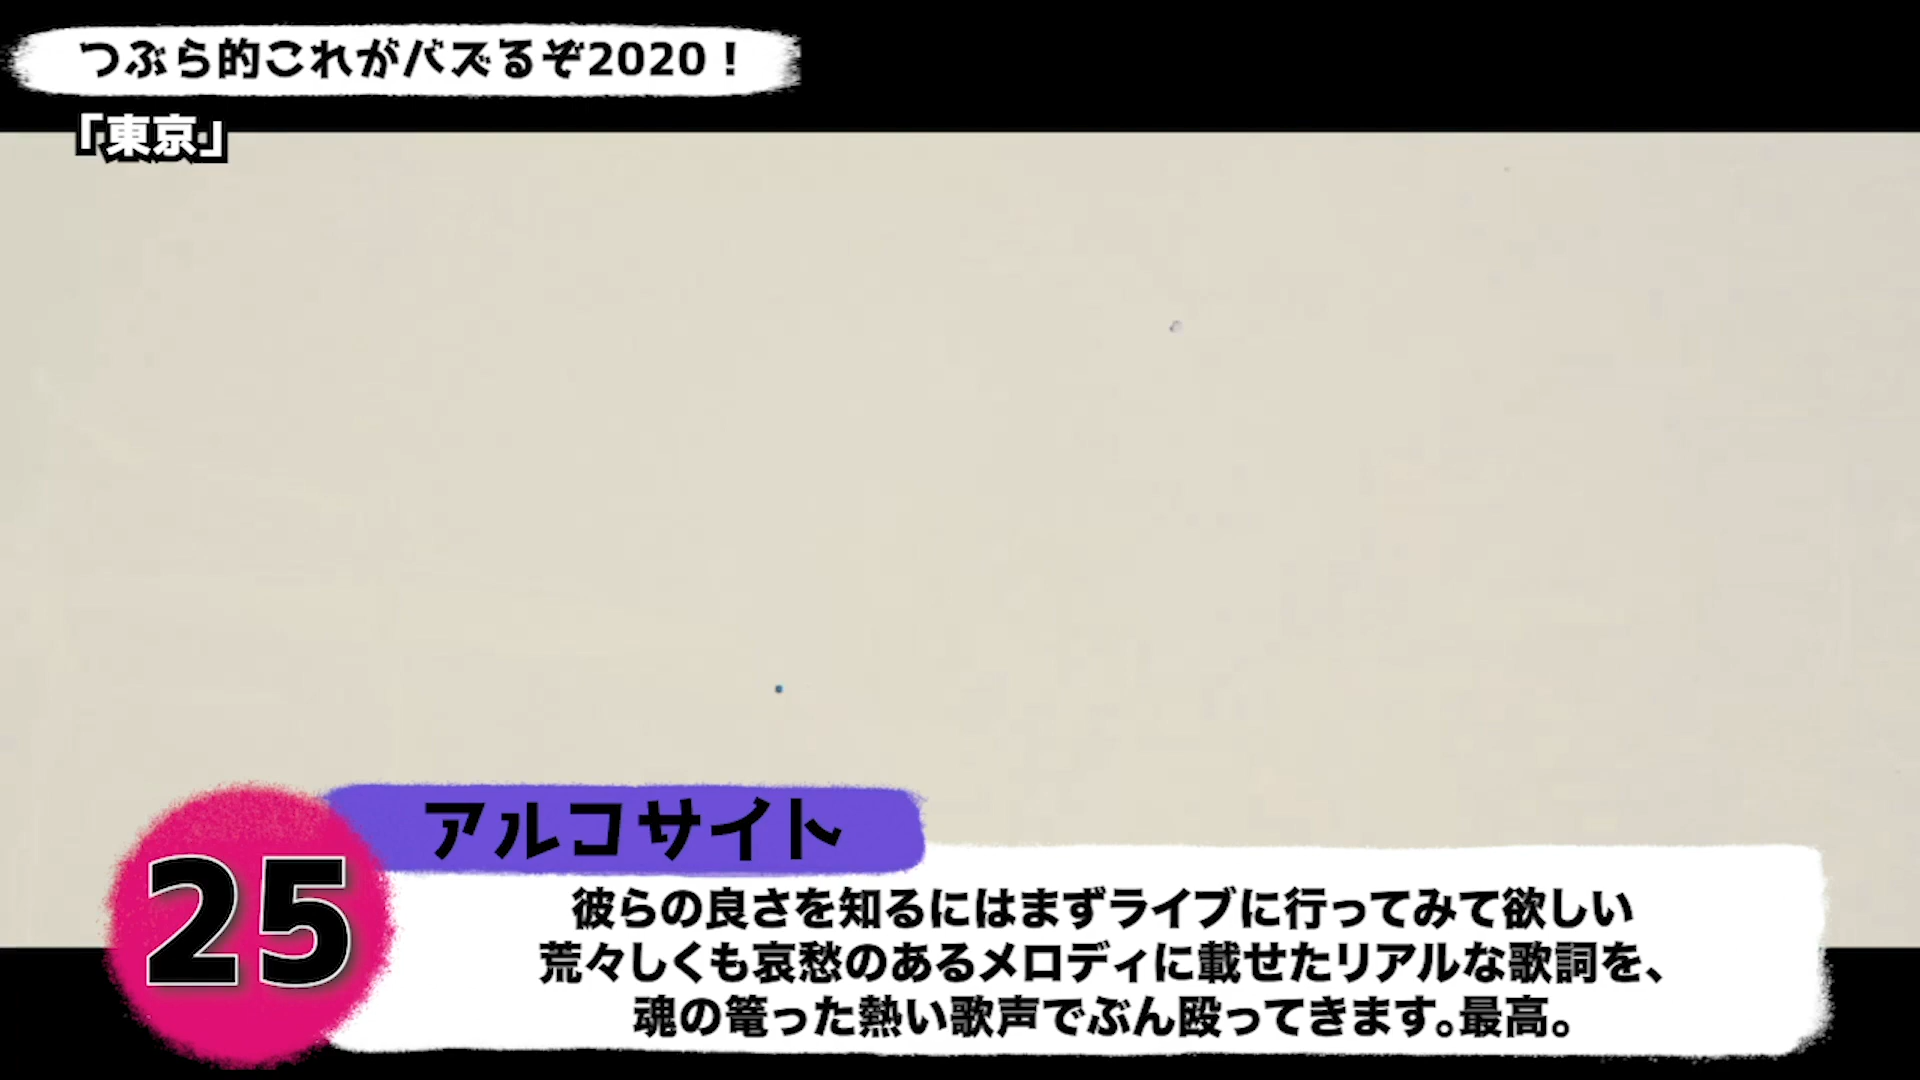 つぶら的これがバズるぞ2020！
「東京」
アルコサイト
25
彼らの良さを知るにはまずライブに行ってみて欲しい
荒々しくも哀愁のあるメロディに載せたリアルな歌詞を、
魂の篭った熱い歌声でぶん殴ってきます。最高。